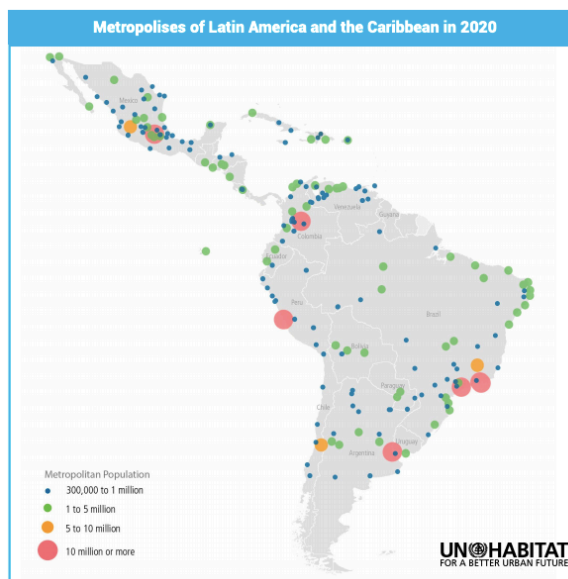 Metropolises of Latin America and the Caribbean in 2020
Mexico
Venezuela
Guyana
Colombia
Ecuador
Peru
Brazil
Bolivia
Paraguay
Chile
Uruguay
Argentina
Metropolitan Population
300,000 to 1 million
1 to 5 million
5 to 10 million
10 million or more
UN HABITAT
FOR A BETTER URBAN FUTURE